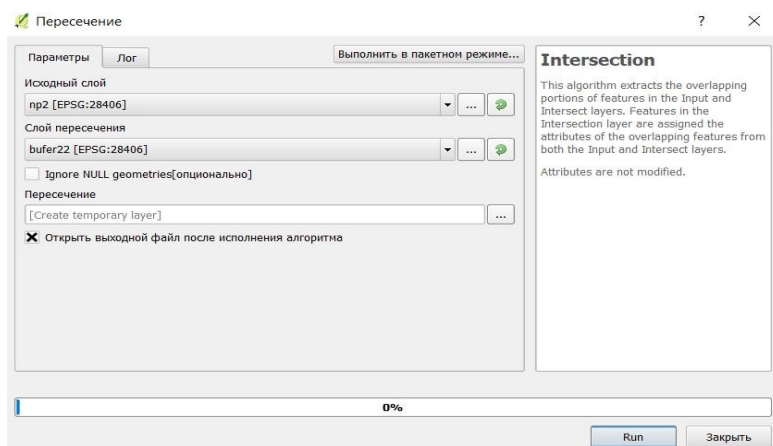 Пересечение
?
Параметры
Лог
Выполнить в пакетном режиме...
Исходный слой
np2 [EPSG:28406]
...
Слой пересечения
bufer22 [EPSG:28406]
...
Ignore NULL geometries[опционально]
Пересечение
[Create temporary layer]
...
Открыть выходной файл после исполнения алгоритма
Intersection
This algorithm extracts the overlapping
portions of features in the Input and
Intersect layers. Features in the
Intersection layer are assigned the
attributes of the overlapping features from
both the Input and Intersect layers.
Attributes are not modified.
0%
Run
Закрыть